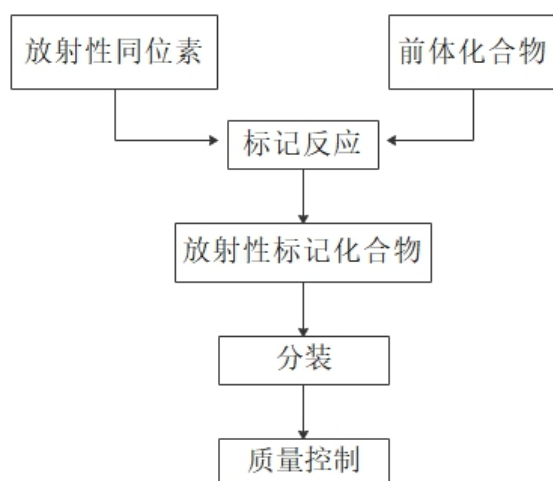 放射性同位素
前体化合物
标记反应
放射性标记化合物
分装
质量控制